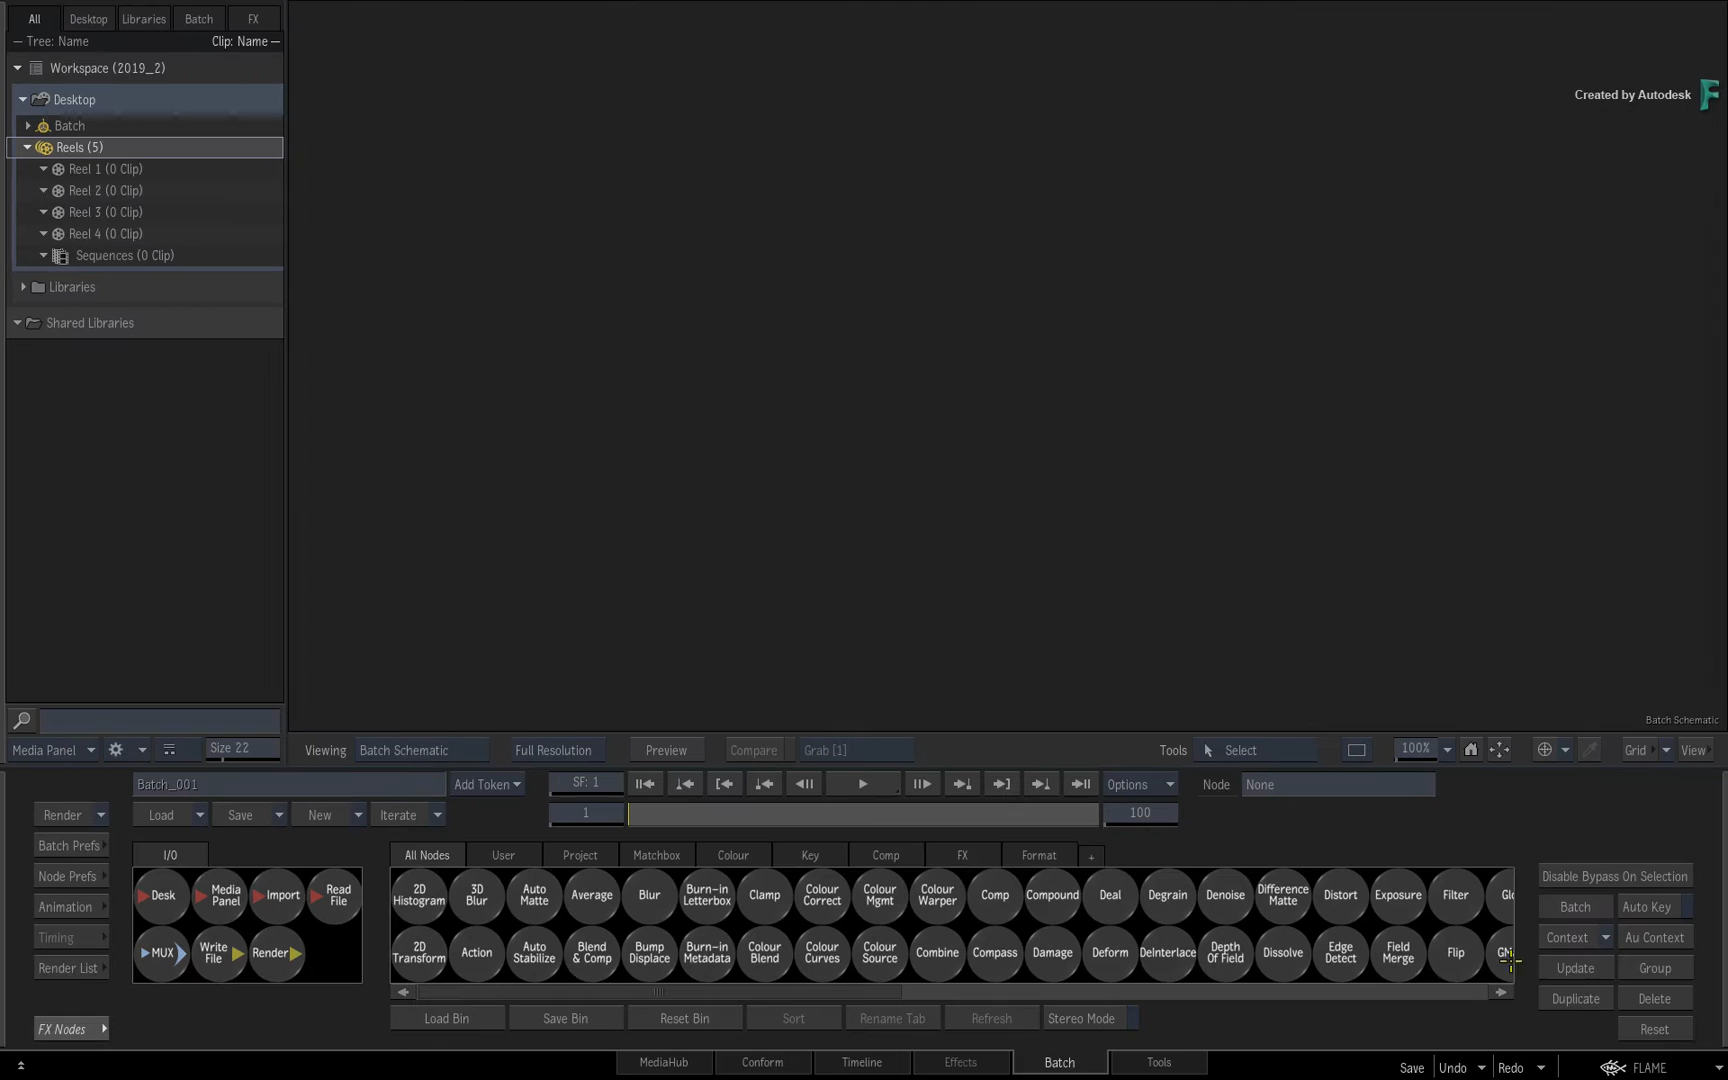 All Desktop Libraries Batch FX
Tree: Name Clip: Name
Workspace (2019_2)
Desktop
Batch
Reels (5)
Reel 1 (0 Clip)
Reel 2 (0 Clip)
Reel 3 (0 Clip)
Reel 4 (0 Clip)
Sequences (0 Clip)
Libraries
Shared Libraries
Created by Autodesk
Batch Schematic
Media Panel Size 22 Viewing Batch Schematic Full Resolution Preview Compare Grab [1] Tools Select 100% Grid View
Batch_001 Add Token SF: 1 Options Node None
Render Load Save New Iterate 1 100
Batch Prefs I/O All Nodes User Project Matchbox Colour Key Comp FX Format +
Node Prefs
Animation
Timing
Render List
FX Nodes
Desk Media Panel Import Read File
MUX Write File Render
2D Histogram 3D Blur Auto Matte Average Blur Burn-in Letterbox Clamp Colour Correct Colour Mgmt Colour Warper Comp Compound Deal Degrain Denoise Difference Matte Distort Exposure Filter
2D Transform Action Auto Stabilize Blend & Comp Bump Displace Burn-in Metadata Colour Blend Colour Curves Colour Source Combine Compass Damage Deform DeInterlace Depth Of Field Dissolve Edge Detect Field Merge Flip
Load Bin Save Bin Reset Bin Sort Rename Tab Refresh Stereo Mode
Disable Bypass On Selection
Batch Auto Key
Context Au Context
Update Group
Duplicate Delete
Reset
MediaHub Conform Timeline Effects Batch Tools Save Undo Redo FLAME